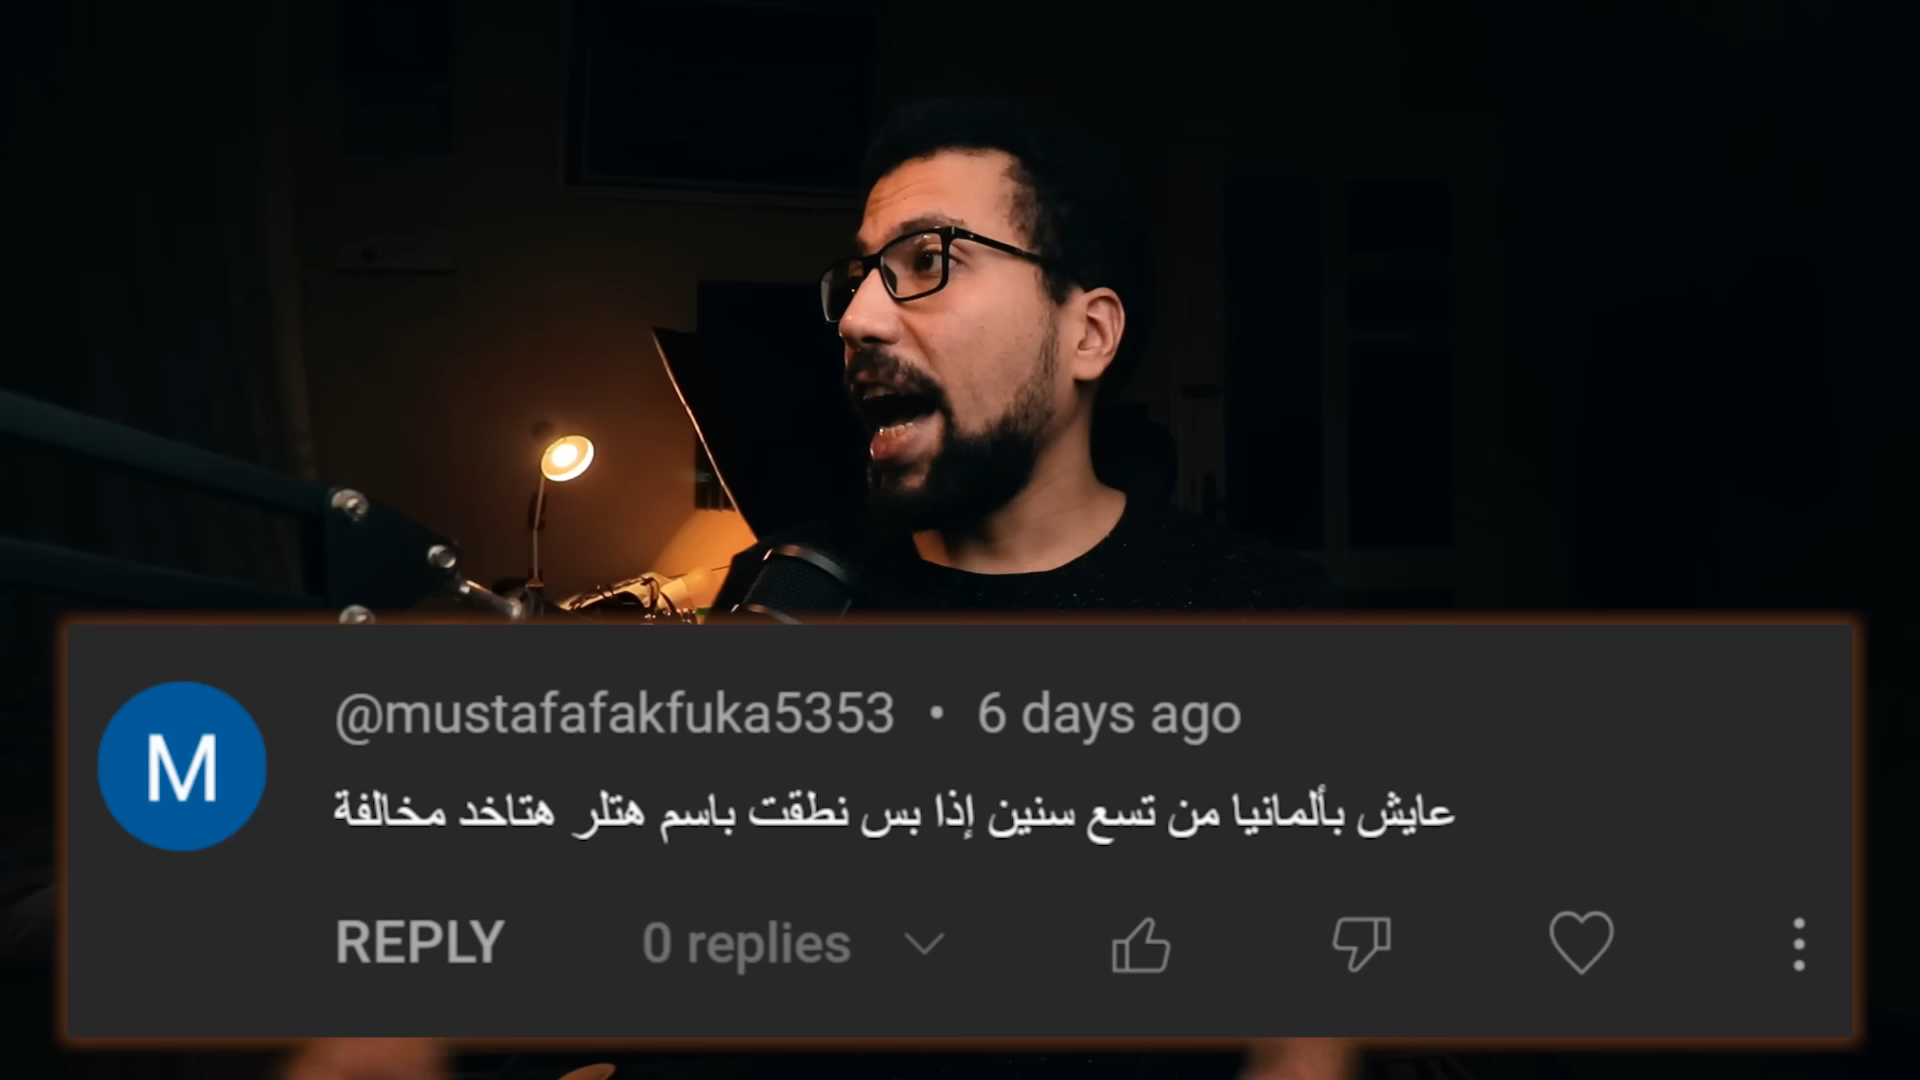 M
@mustafafakfuka5353 • 6 days ago
عايش بألمانيا من تسع سنين إذا بس نطقت باسم هتلر هتاخد مخالفة
REPLY 0 replies